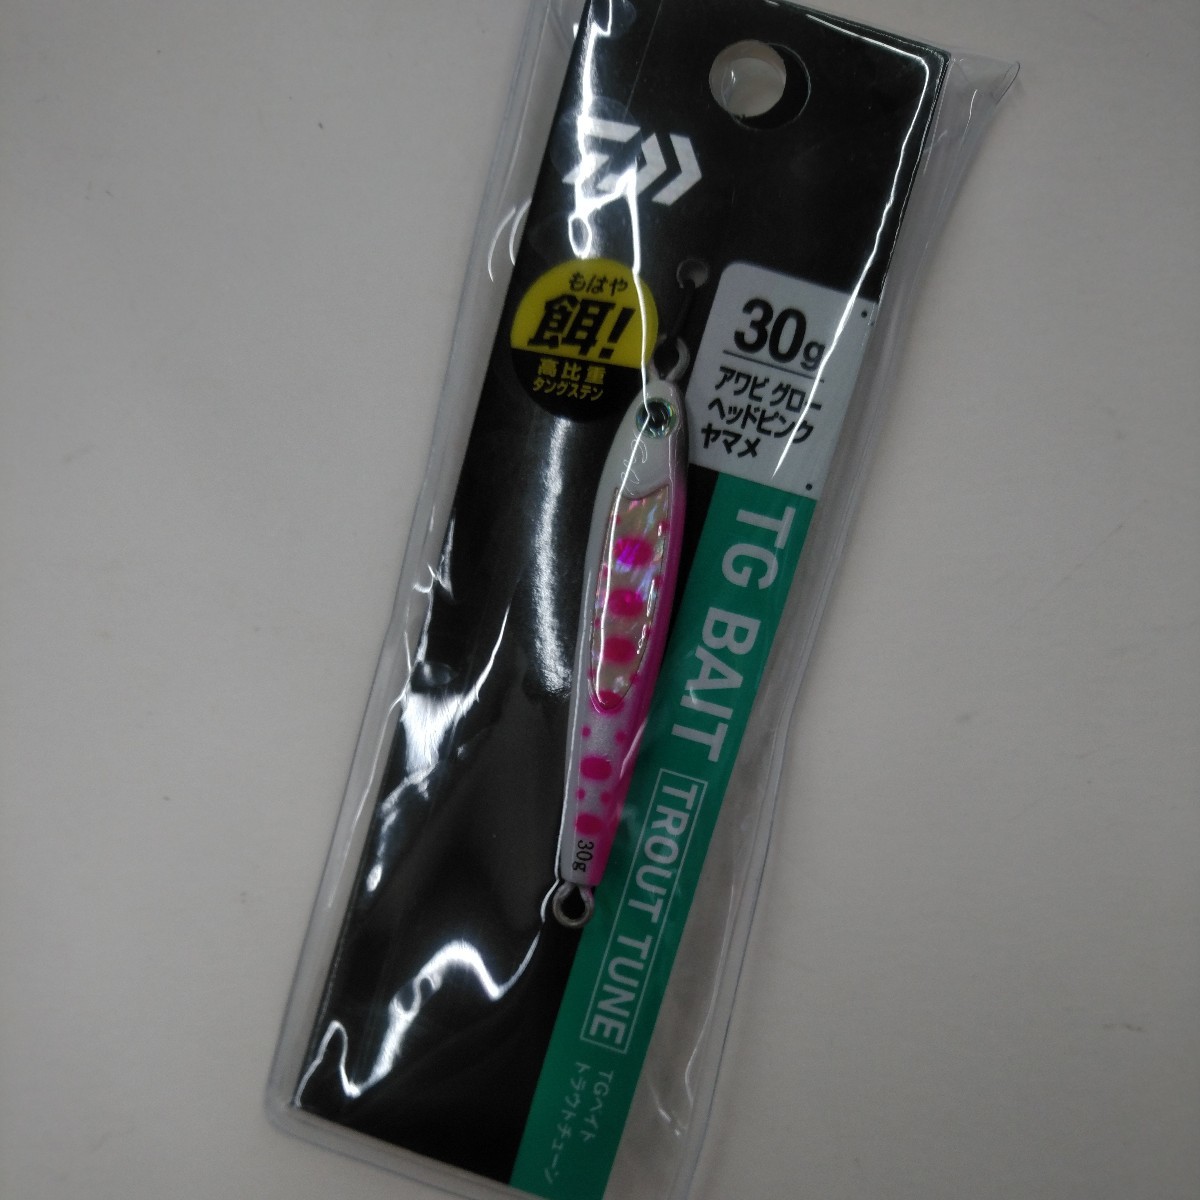 もはや
餌!
高比重
タングステン
30g
アワビ グロー
ヘッドピンク
ヤマメ
TG BAIT
TROUT TUNE
TGベイト
トラウトチューン
30g